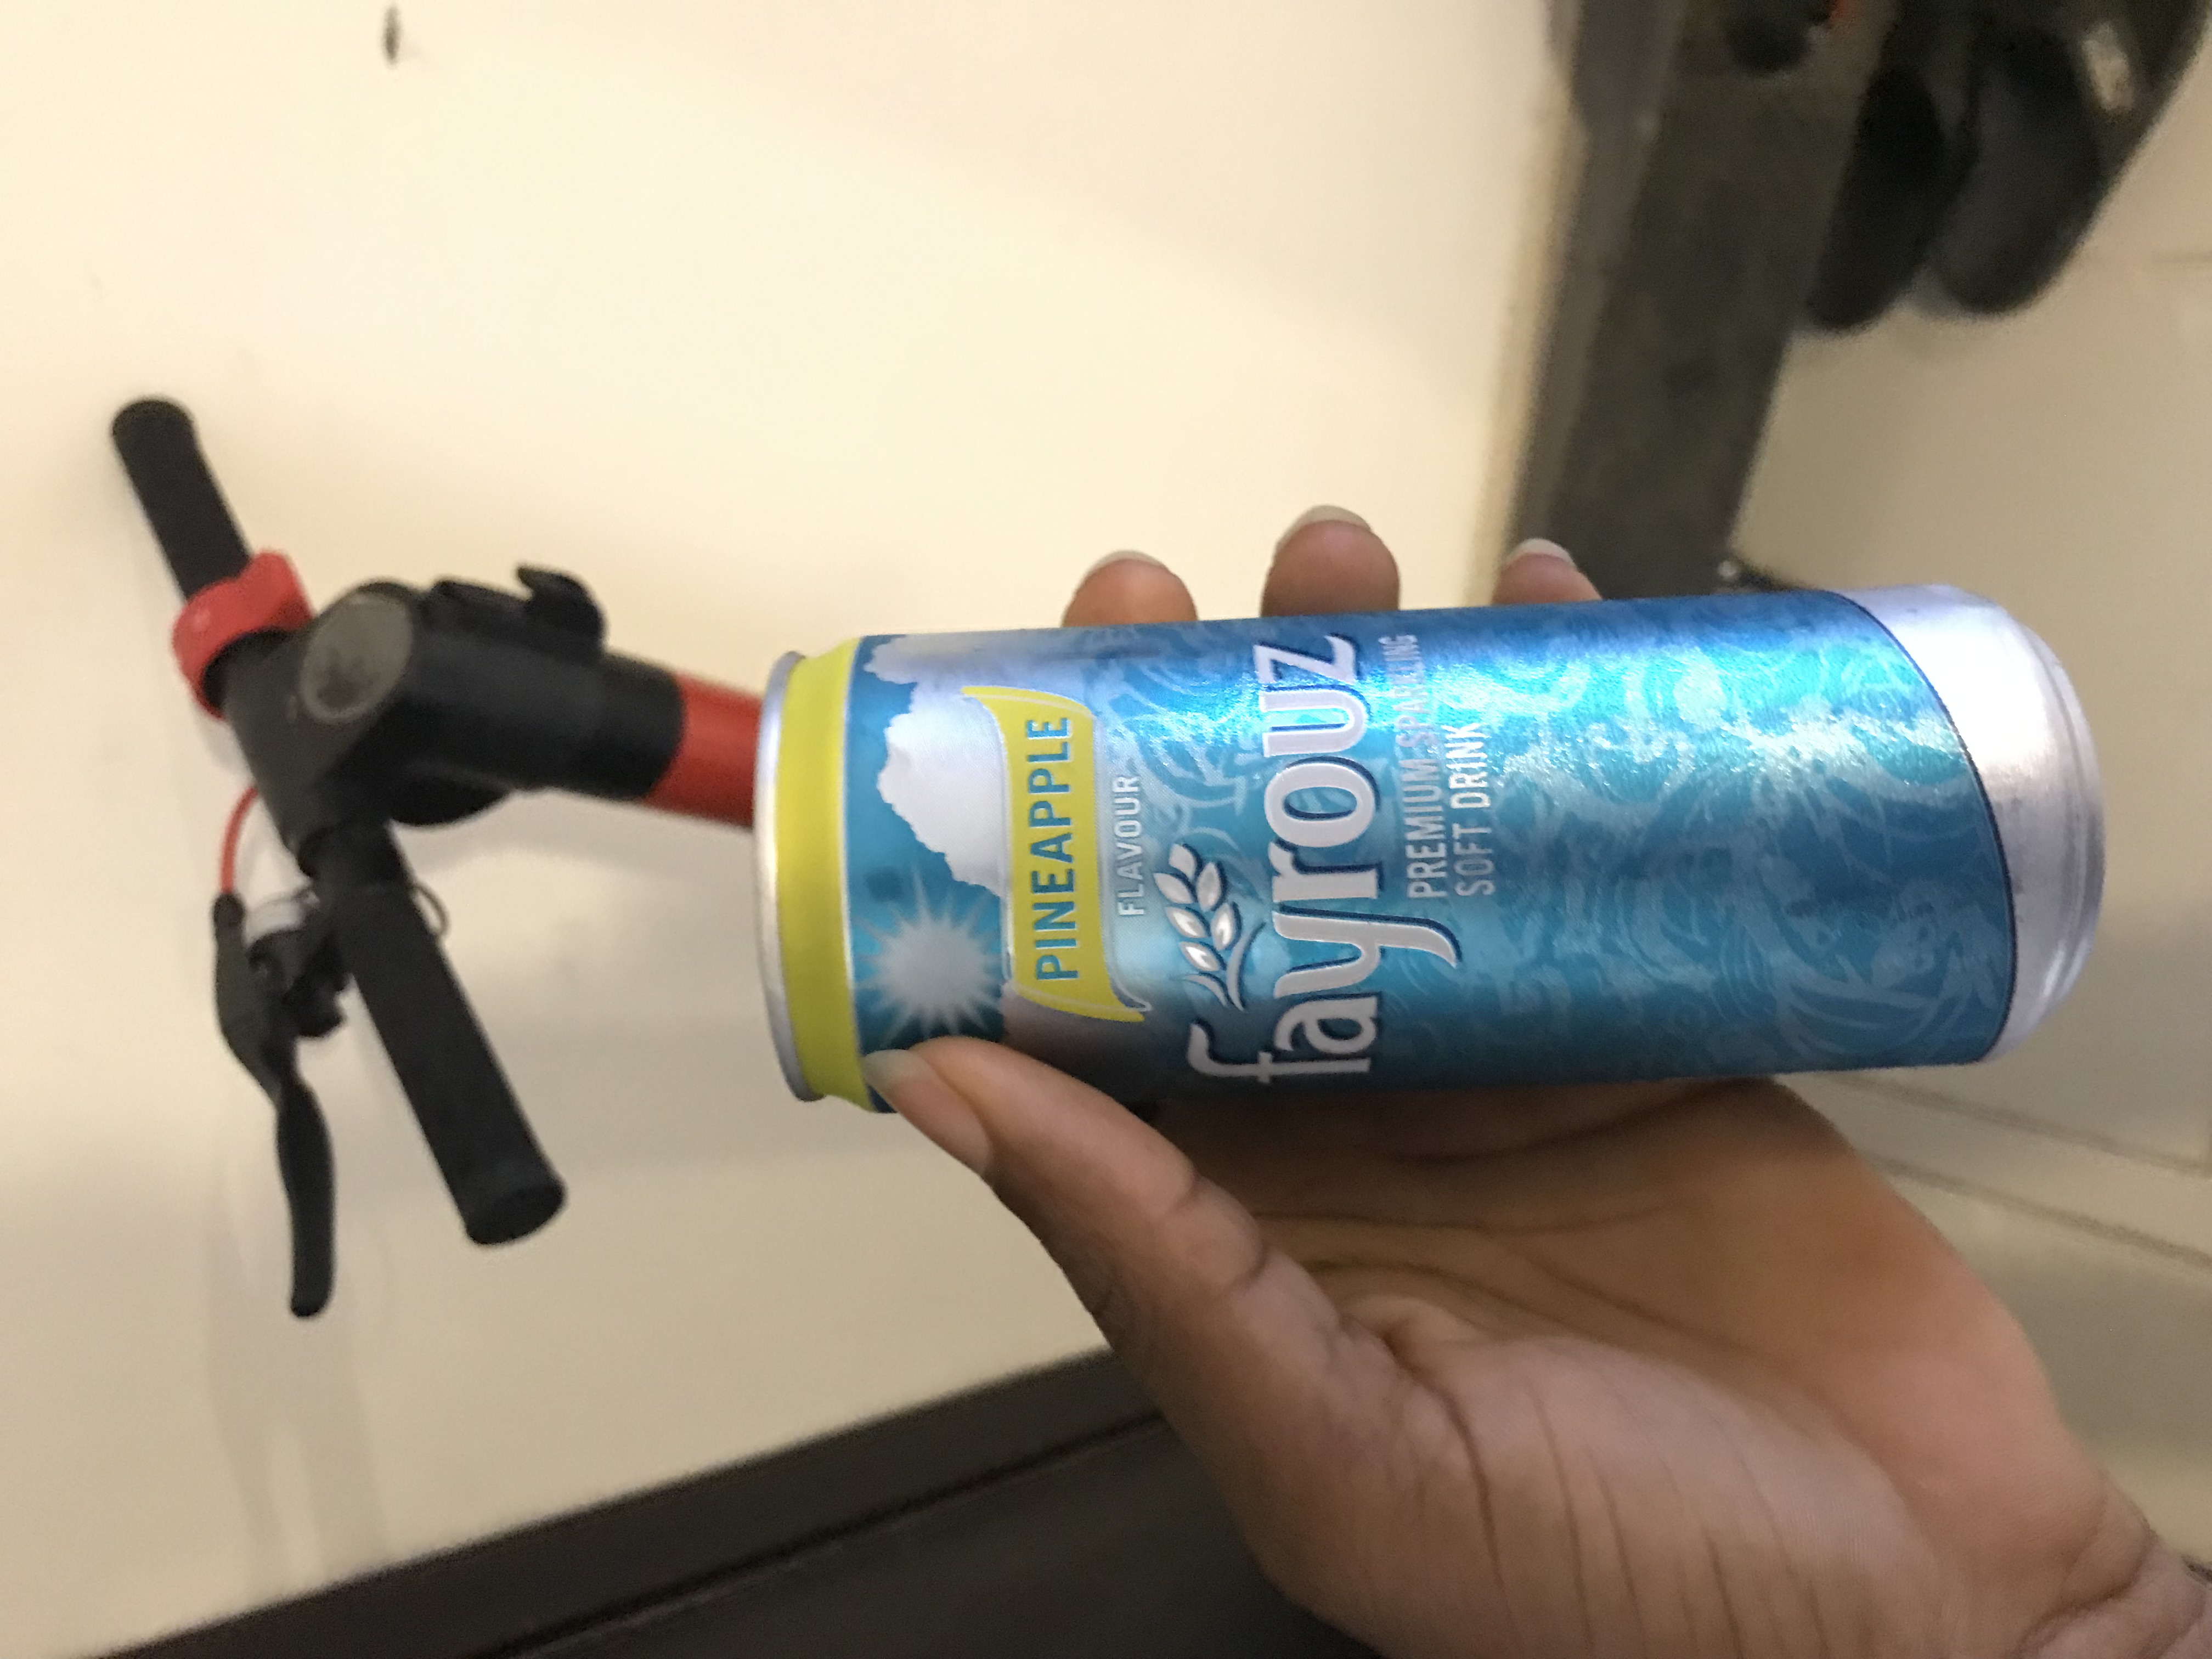 PINEAPPLE
FLAVOUR
fayrouz
PREMIUM SPARKLING
SOFT DRINK